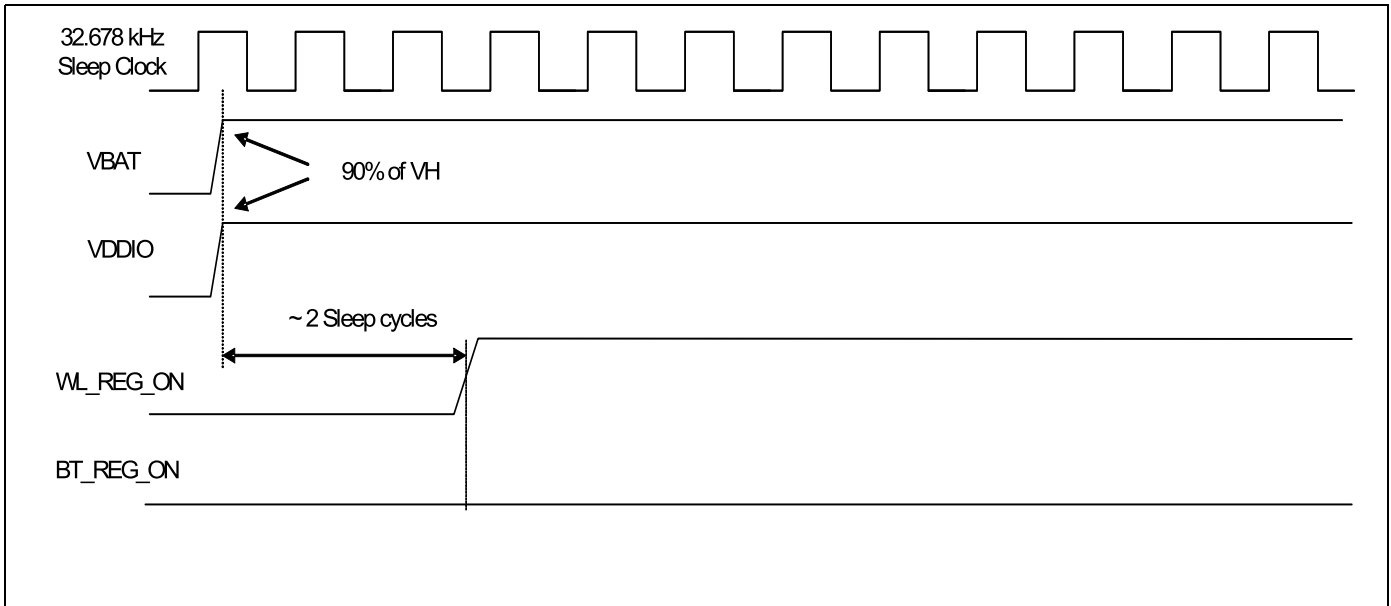 32.678 kHz
Sleep Clock
VBAT
90% of VH
VDDIO
~ 2 Sleep cycles
WL_REG_ON
BT_REG_ON